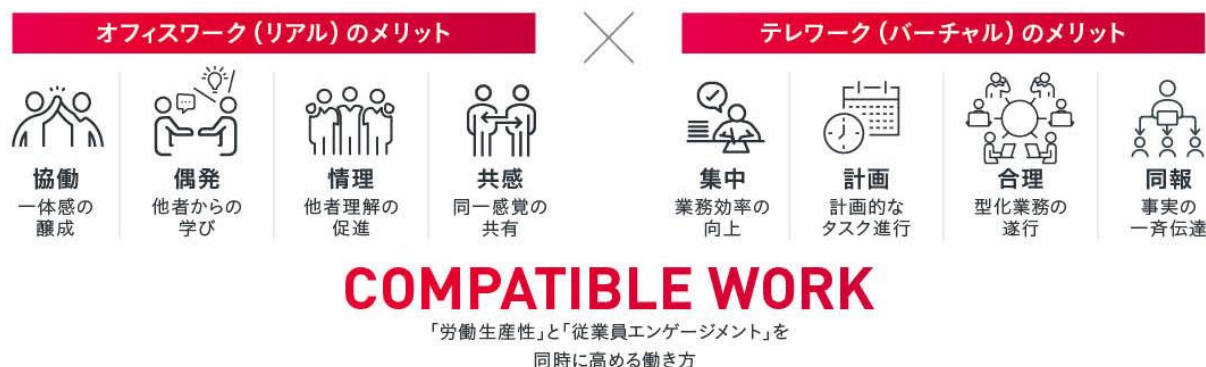 オフィスワーク（リアル）のメリット
テレワーク（バーチャル）のメリット
協働
一体感の
醸成
偶発
他者からの
学び
情理
他者理解の
促進
共感
同一感覚の
共有
集中
業務効率の
向上
計画
計画的な
タスク進行
合理
型化業務の
遂行
同報
事実の
一斉伝達
COMPATIBLE WORK
「労働生産性」と「従業員エンゲージメント」を
同時に高める働き方